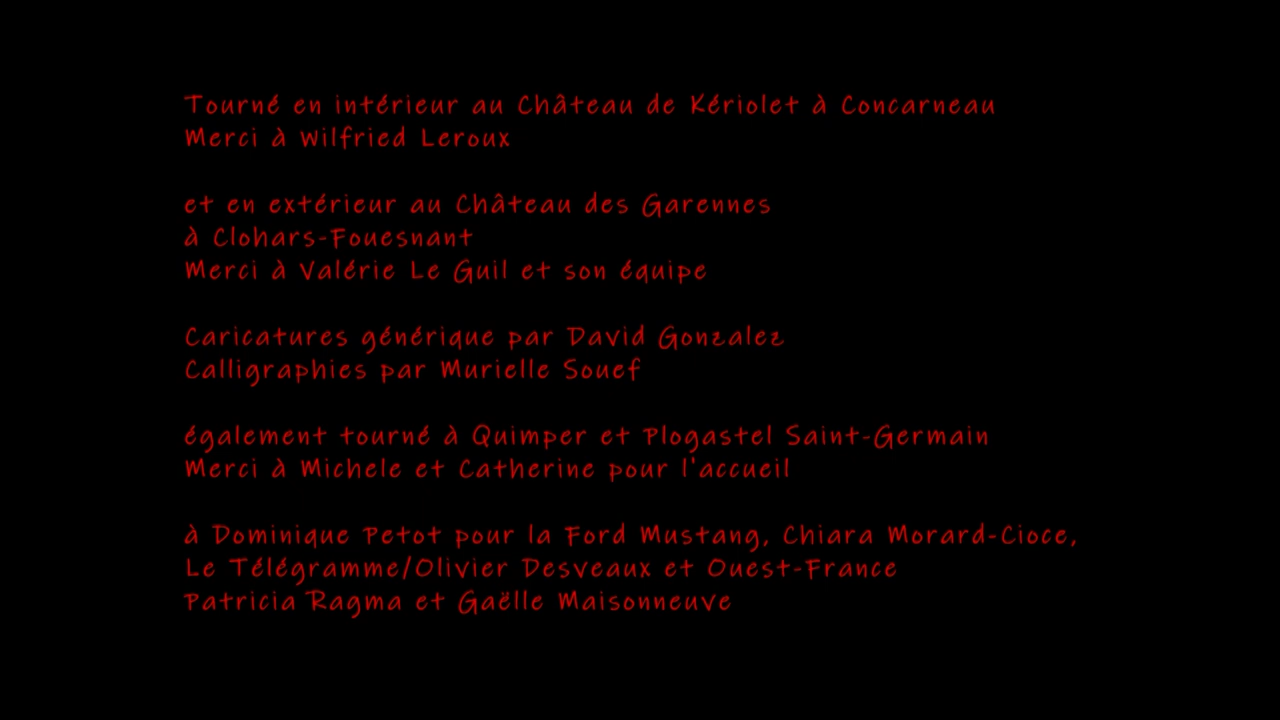 Tourné en intérieur au Château de Kériolet à Concarneau
Merci à Wilfried Leroux
et en extérieur au Château des Garennes
à Clohars-Fouesnant
Merci à Valérie Le Guil et son équipe
Caricatures générique par David Gonzalez
Calligraphies par Murielle Souef
également tourné à Quimper et Plogastel Saint-Germain
Merci à Michele et Catherine pour l'accueil
à Dominique Petot pour la Ford Mustang, Chiara Morard-Cioce,
Le Télégramme/Olivier Desveaux et Ouest-France
Patricia Ragma et Gaëlle Maisonneuve